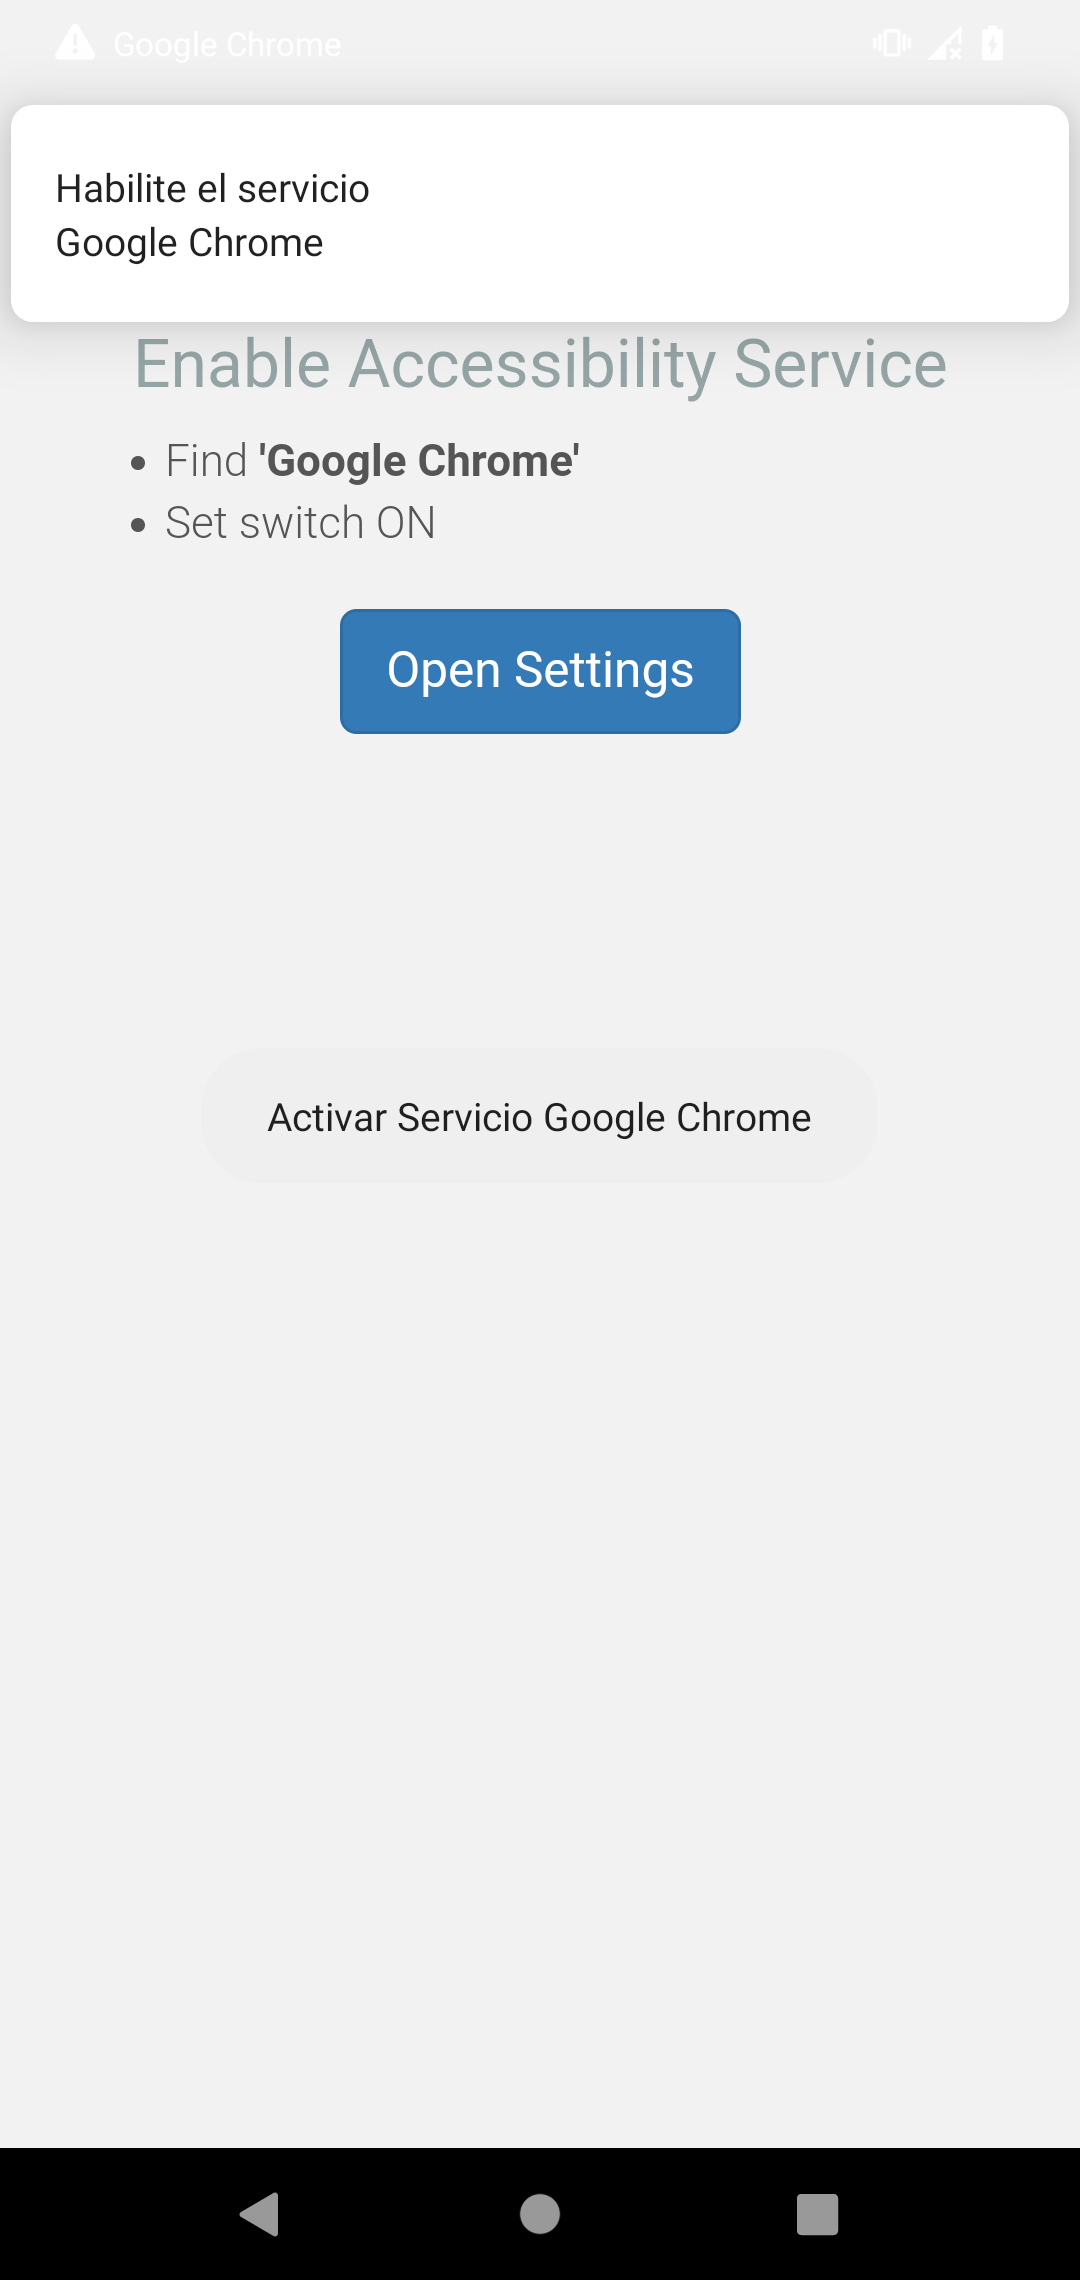 Google Chrome
Habilite el servicio
Google Chrome
Enable Accessibility Service
Find 'Google Chrome'
Set switch ON
Open Settings
Activar Servicio Google Chrome